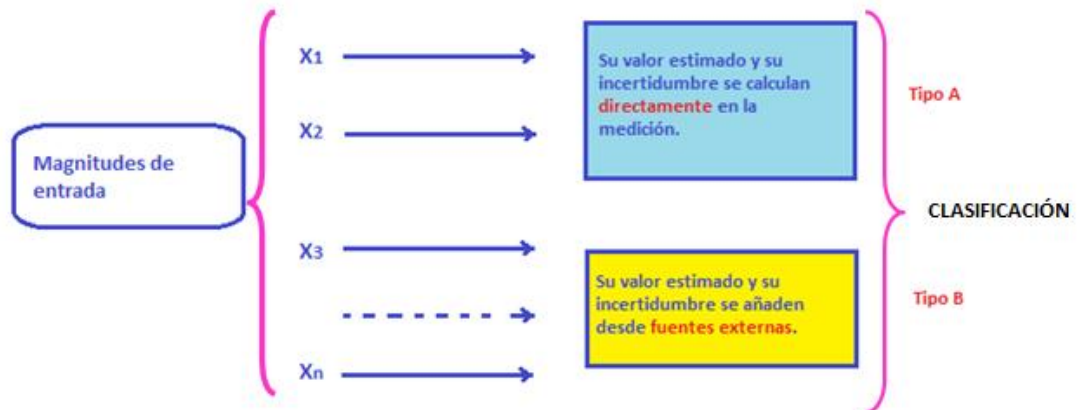 Magnitudes de
entrada
X1
X2
X3
Xn
Su valor estimado y su
incertidumbre se calculan
directamente en la
medición.
Su valor estimado y su
incertidumbre se añaden
desde fuentes externas.
Tipo A
CLASIFICACIÓN
Tipo B